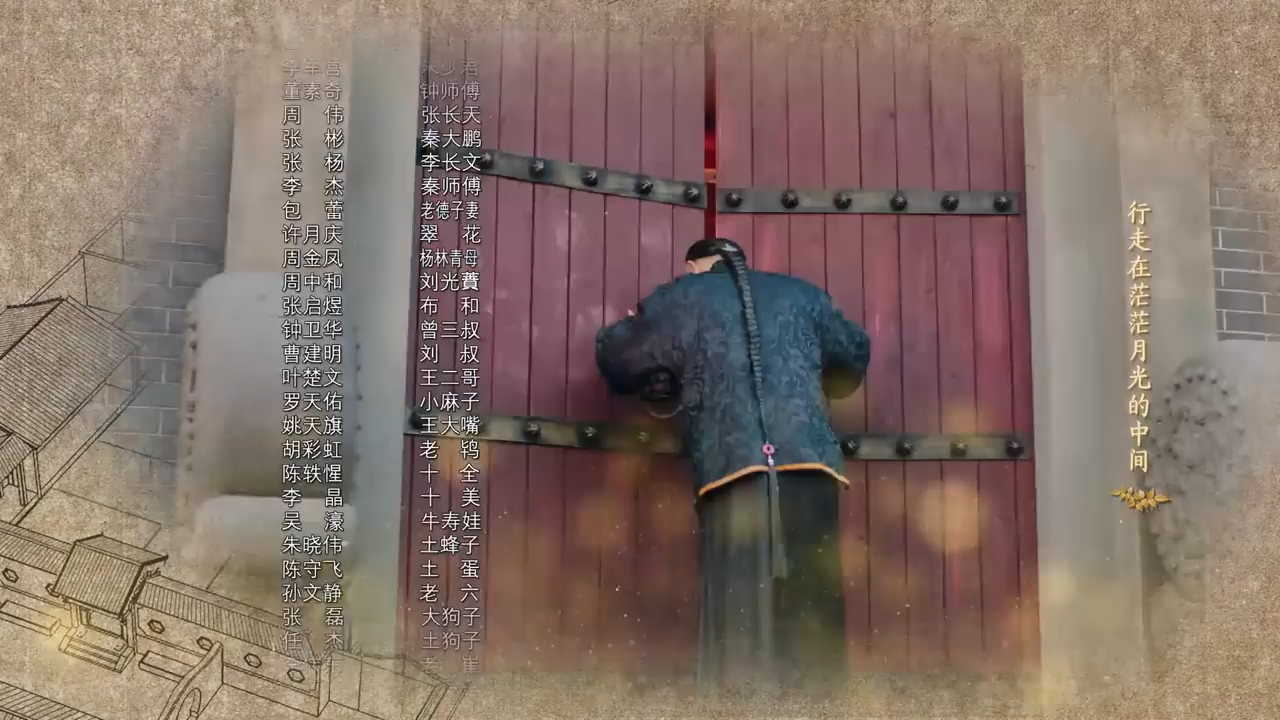 董素奇 钟师傅
周伟 张长天
张彬 秦大鹏
张杨 李长文
李杰 秦师傅
包蕾 老德子妻
许月庆 翠花
周金凤 杨林青母
周中和 刘光蕡
张启煜 布和
钟卫华 曾三叔
曹建明 刘叔
叶楚文 王二哥
罗天佑 小麻子
姚天旗 王大嘴
胡彩虹 老鸨
陈轶惺 十全
李晶 十美
吴濠 牛寿娃
朱晓伟 土蜂子
陈守飞 土蛋
孙文静 老六
张磊 大狗子
任杰 土狗子
行走在茫茫月光的中间